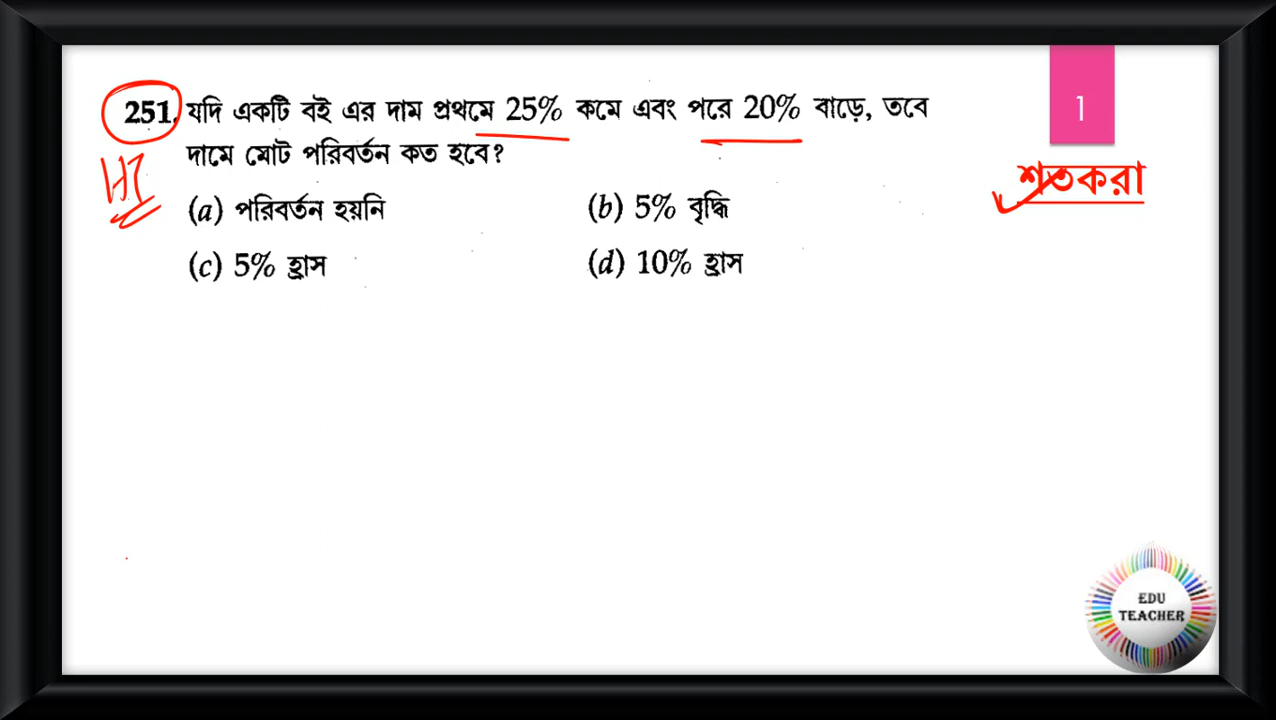 251. যদি একটি বই এর দাম প্রথমে 25% কমে এবং পরে 20% বাড়ে, তবে
দামে মোট পরিবর্তন কত হবে?
(a) পরিবর্তন হয়নি (b) 5% বৃদ্ধি
(c) 5% হ্রাস (d) 10% হ্রাস
1
শতকরা
EDU
TEACHER